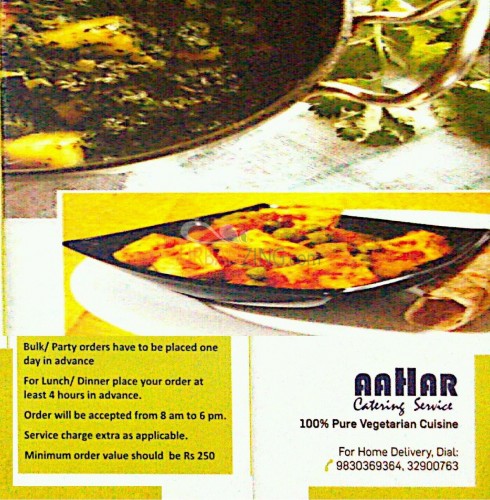 Bulk/ Party orders have to be placed one
day in advance
For Lunch/ Dinner place your order at
least 4 hours in advance.
Order will be accepted from 8 am to 6 pm.
Service charge extra as applicable.
Minimum order value should be Rs 250
aaHar
Catering Service
100% Pure Vegetarian Cuisine
For Home Delivery, Dial:
9830369364, 32900763